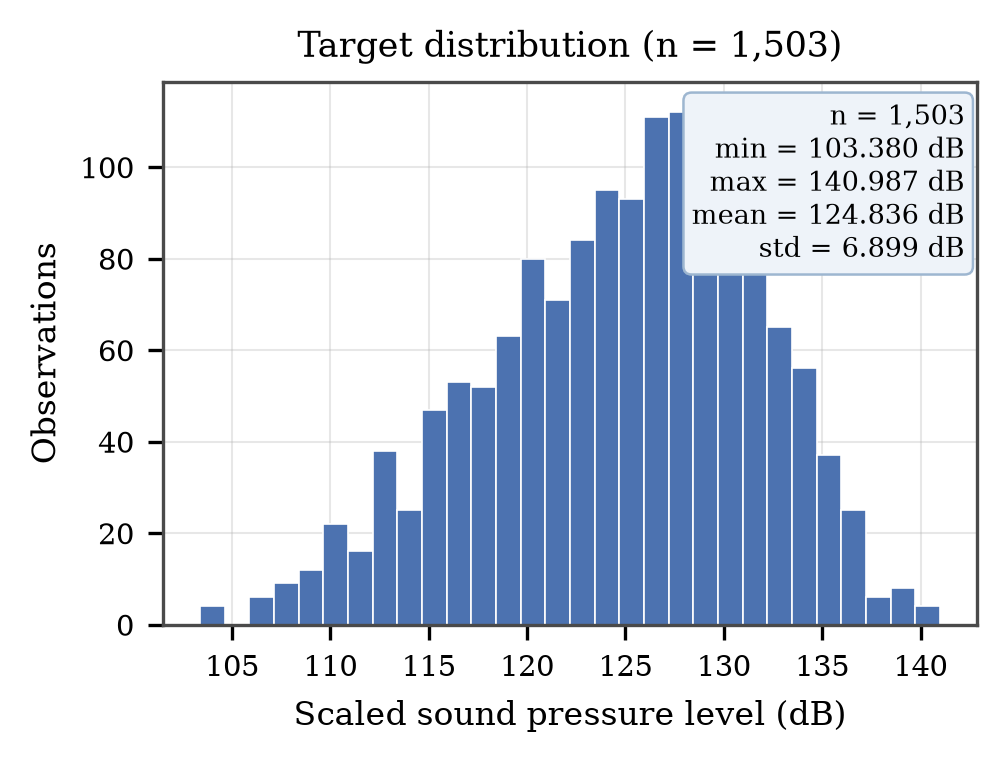 Target distribution (n = 1,503)
n = 1,503
min = 103.380 dB
max = 140.987 dB
mean = 124.836 dB
std = 6.899 dB
Observations
100
80
60
40
20
0
105 110 115 120 125 130 135 140
Scaled sound pressure level (dB)